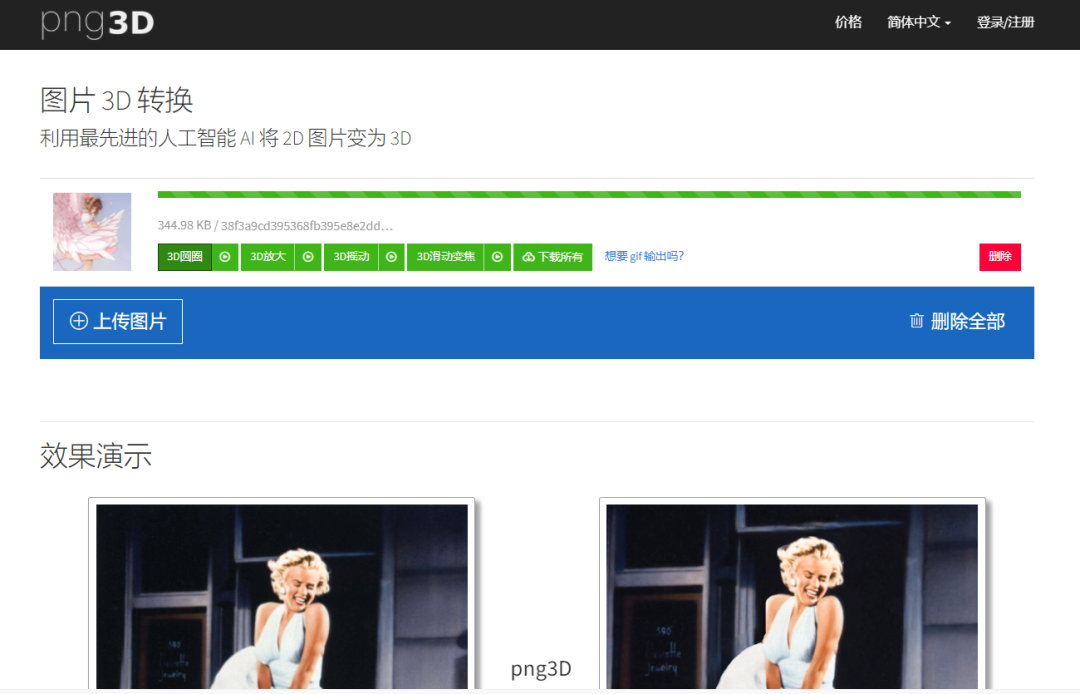 png3D
价格 简体中文 登录/注册
图片 3D 转换
利用最先进的人工智能 AI 将 2D 图片变为 3D
344.98 KB / 38f3a9cd395368fb395e8e2dd...
3D圆圈 3D放大 3D摇动 3D滑动变焦 下载所有 想要 gif 输出吗? 删除
上传图片 删除全部
效果演示
png3D